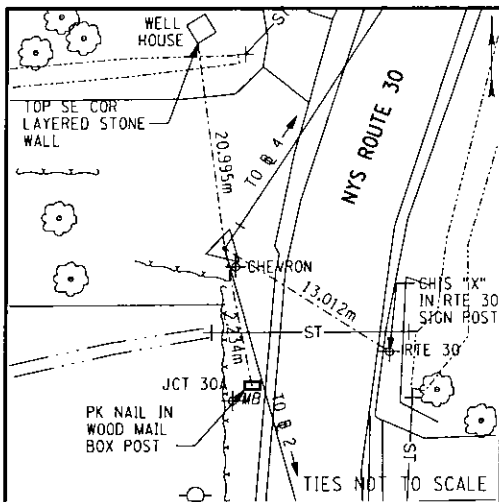 WELL
HOUSE
ST
TOP SE COR
LAYERED STONE
WALL
20.995m
TO ℄ 4
NYS ROUTE 30
CHEVRON
13.012m
CHIS "X"
IN RTE 30
SIGN POST
ST
RTE 30
JCT 30A
MB
PK NAIL IN
WOOD MAIL
BOX POST
TO ℄ 2
ST
TIES NOT TO SCALE